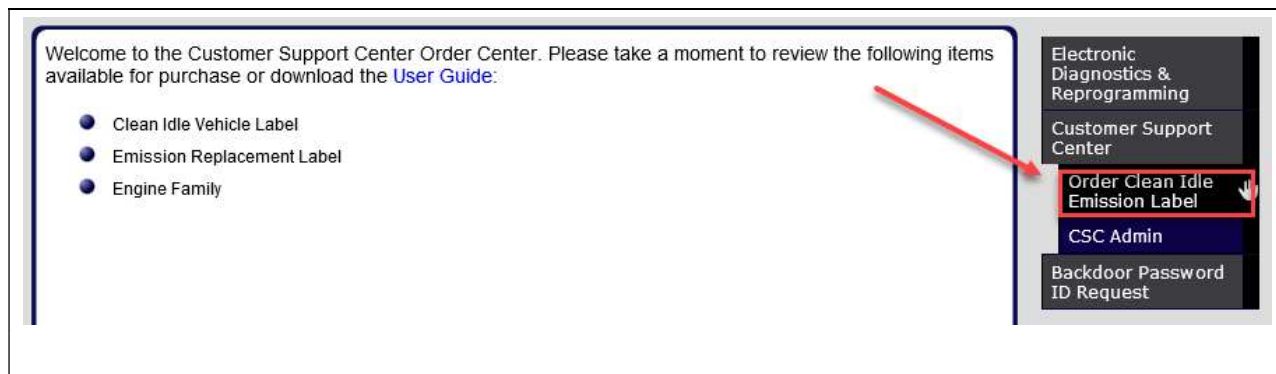 Welcome to the Customer Support Center Order Center. Please take a moment to review the following items
available for purchase or download the User Guide:
Clean Idle Vehicle Label
Emission Replacement Label
Engine Family
Electronic
Diagnostics &
Reprogramming
Customer Support
Center
Order Clean Idle
Emission Label
CSC Admin
Backdoor Password
ID Request